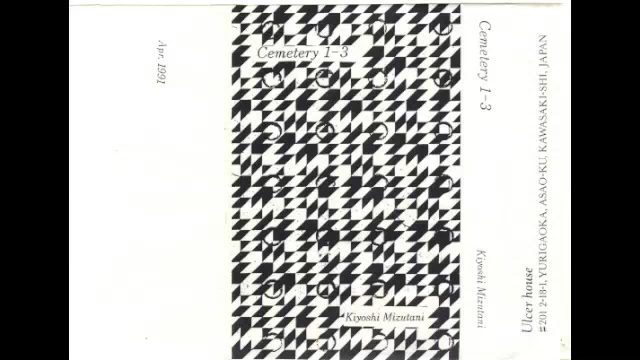 Apr. 1991
Cemetery 1-3
Kiyoshi Mizutani
Cemetery 1-3
Kiyoshi Mizutani
Ulcer house
#201 2-18-1, YURIGAOKA, ASAO-KU, KAWASAKI-SHI, JAPAN